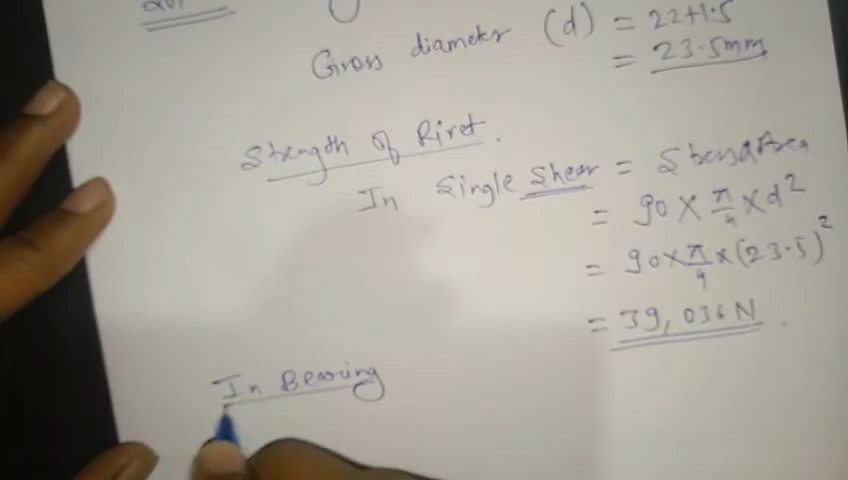 Gross diameter (d) = 22+1.5
= 23.5mm
Strength of Rivet.
In Single Shear = Stress x Area
= 90 X π/4 X d²
= 90 X π/4 X (23.5)²
= 39,036 N
In Bearing